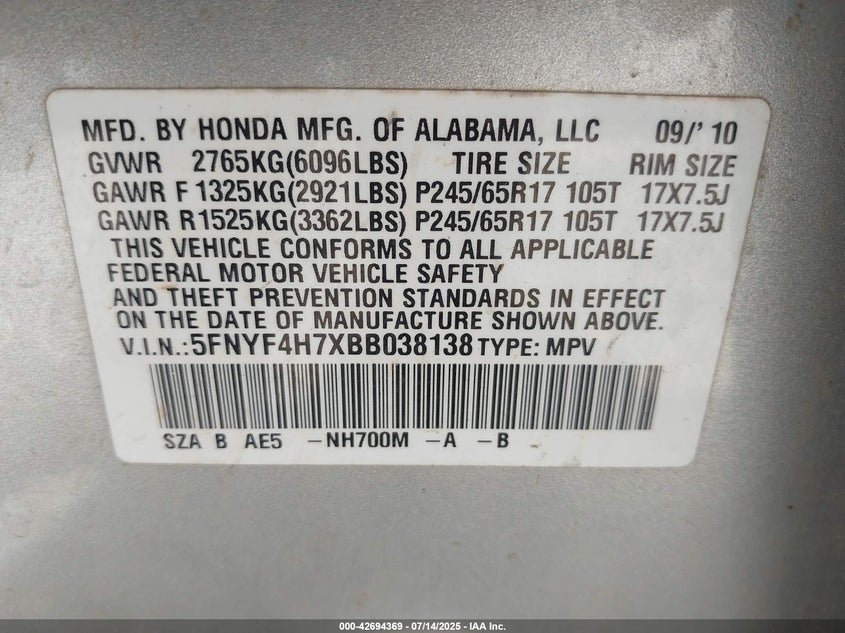 MFD. BY HONDA MFG. OF ALABAMA, LLC 09/'10
GVWR 2765KG(6096LBS) TIRE SIZE RIM SIZE
GAWR F 1325KG(2921LBS) P245/65R17 105T 17X7.5J
GAWR R1525KG(3362LBS) P245/65R17 105T 17X7.5J
THIS VEHICLE CONFORMS TO ALL APPLICABLE
FEDERAL MOTOR VEHICLE SAFETY
AND THEFT PREVENTION STANDARDS IN EFFECT
ON THE DATE OF MANUFACTURE SHOWN ABOVE.
V.I.N.:5FNYF4H7XBB038138 TYPE: MPV
SZA B AE5 -NH700M -A -B
000-42694369 | 07/14/2025 - IAA Inc.